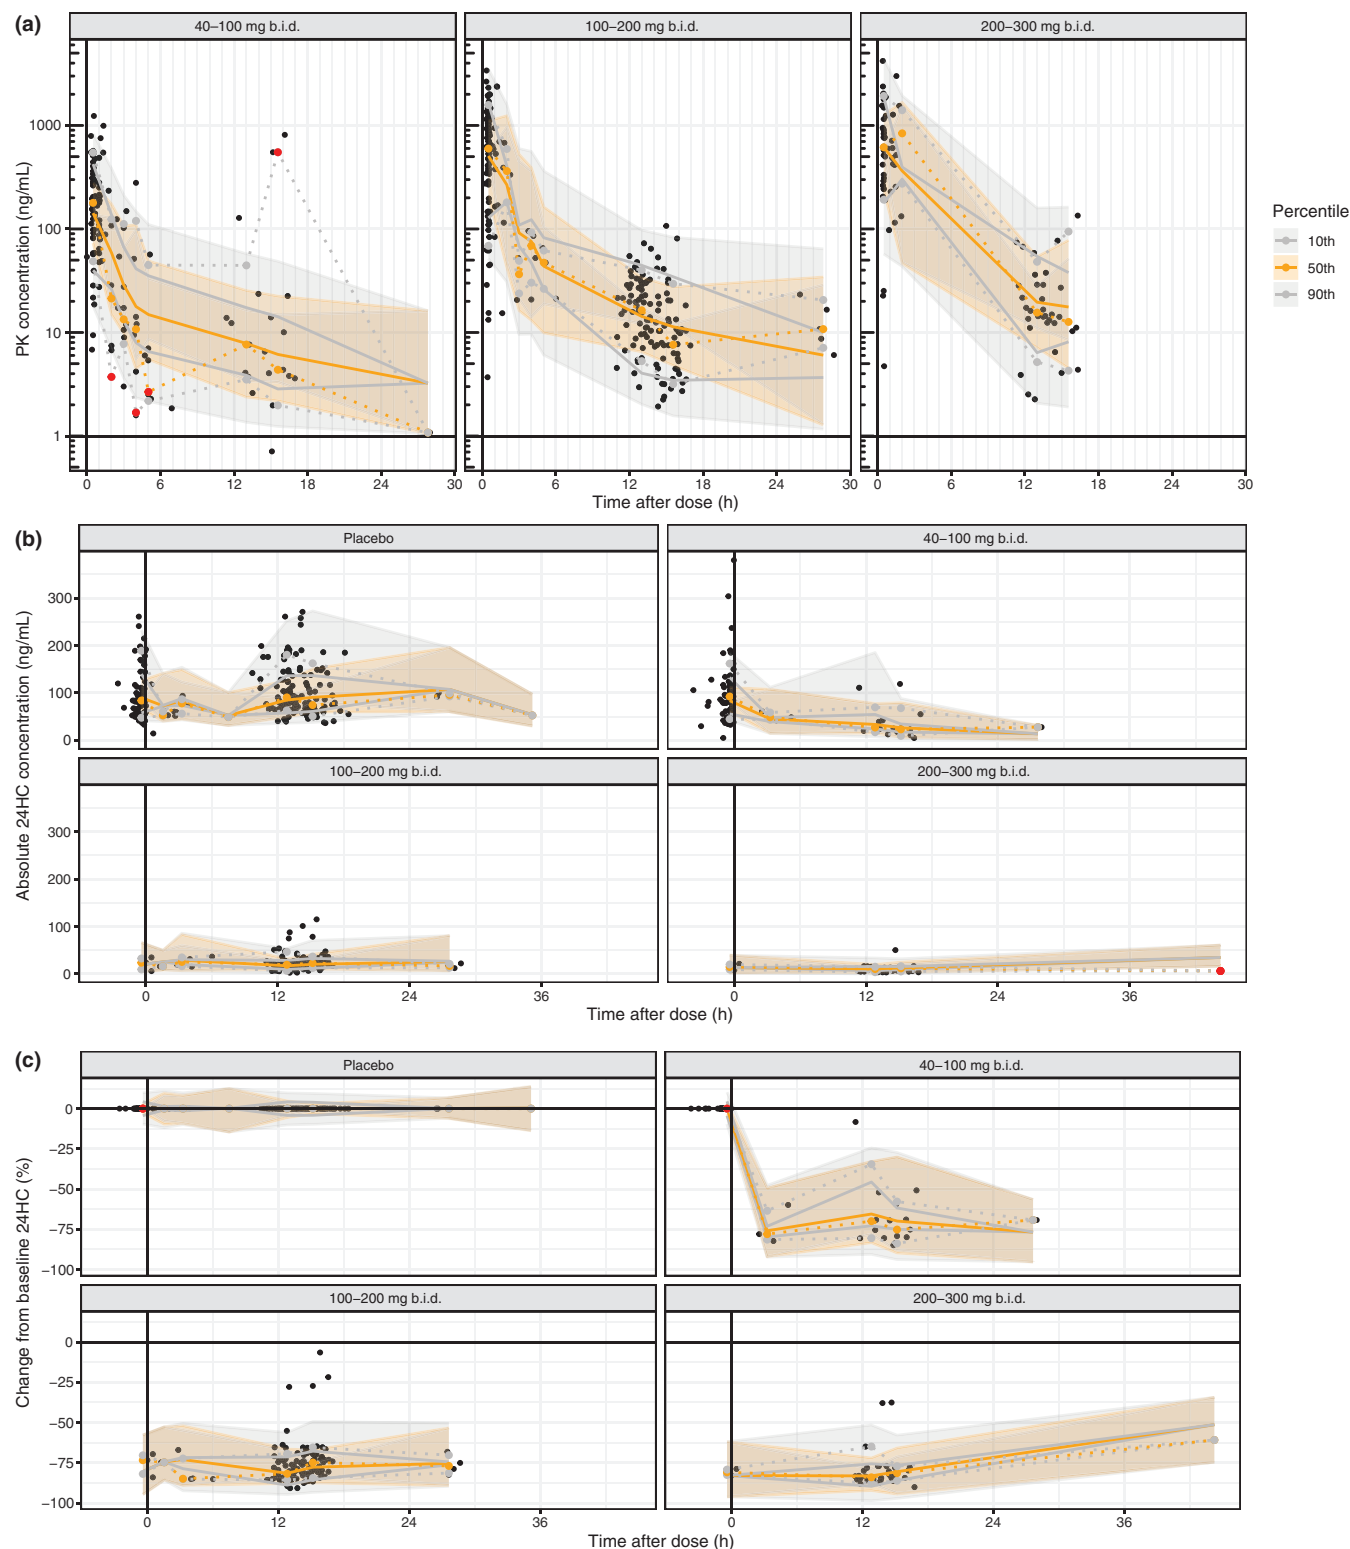 (a)
40–100 mg b.i.d.
100–200 mg b.i.d.
200–300 mg b.i.d.
PK concentration (ng/mL)
1000
100
10
1
0 6 12 18 24 30
0 6 12 18 24 30
0 6 12 18 24 30
Time after dose (h)
Percentile
10th
50th
90th
(b)
Placebo
40–100 mg b.i.d.
Absolute 24HC concentration (ng/mL)
300
200
100
0
100–200 mg b.i.d.
200–300 mg b.i.d.
300
200
100
0
0 12 24 36
0 12 24 36
Time after dose (h)
(c)
Placebo
40–100 mg b.i.d.
Change from baseline 24HC (%)
0
−25
−50
−75
−100
100–200 mg b.i.d.
200–300 mg b.i.d.
0
−25
−50
−75
−100
0 12 24 36
0 12 24 36
Time after dose (h)